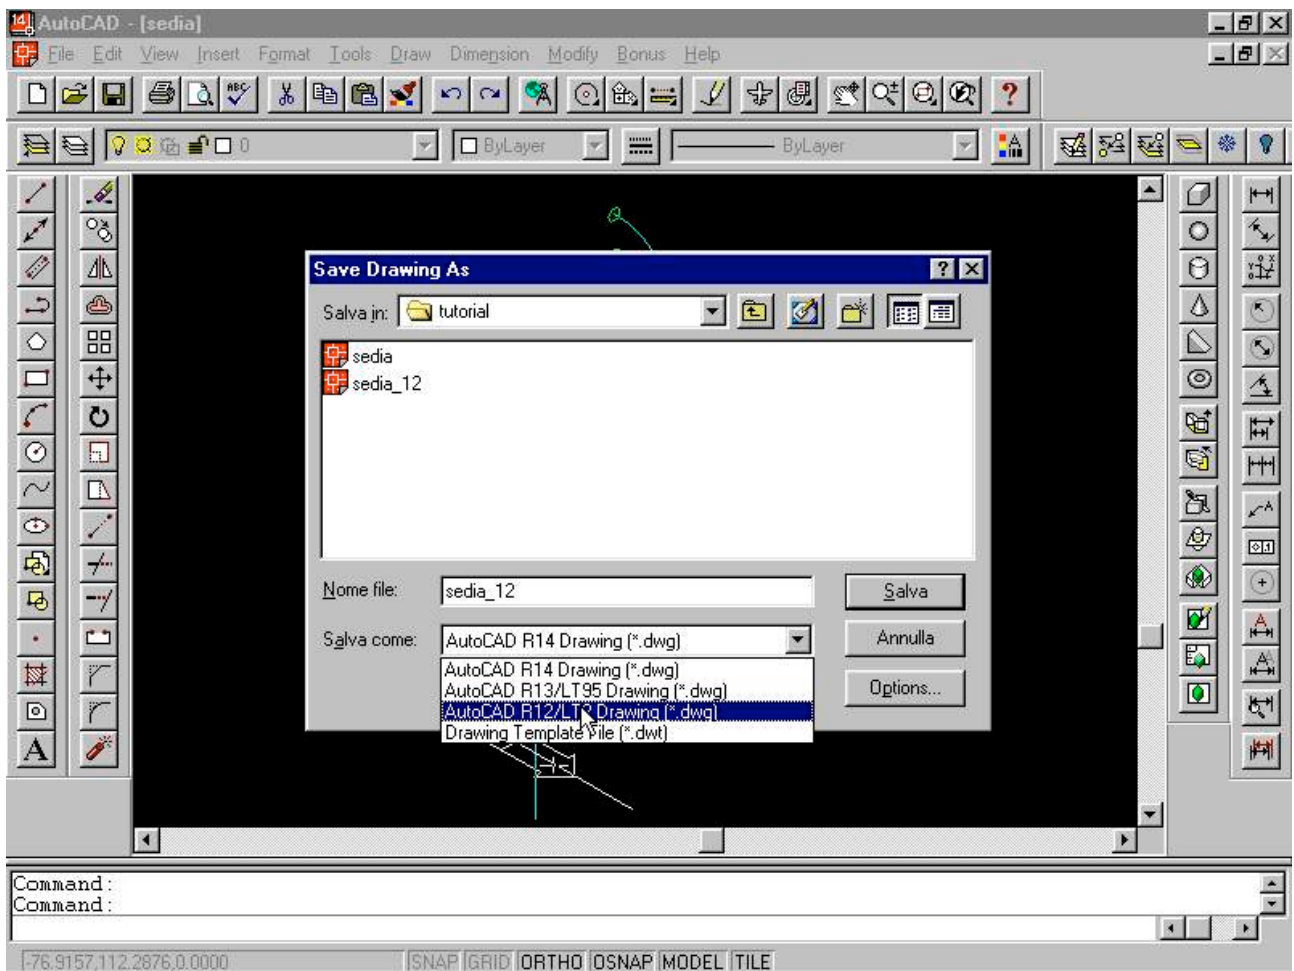 14 AutoCAD - [sedia]
File Edit View Insert Format Tools Draw Dimension Modify Bonus Help
ABC
0 ByLayer ByLayer
Save Drawing As
Salva in: tutorial
sedia
sedia_12
Nome file: sedia_12 Salva
Salva come: AutoCAD R14 Drawing (*.dwg) Annulla
AutoCAD R14 Drawing (*.dwg)
AutoCAD R13/LT95 Drawing (*.dwg) Options...
AutoCAD R12/LT2 Drawing (*.dwg)
Drawing Template File (*.dwt)
A
Command:
Command:
-76.9157,112.2876,0.0000 SNAP GRID ORTHO OSNAP MODEL TILE